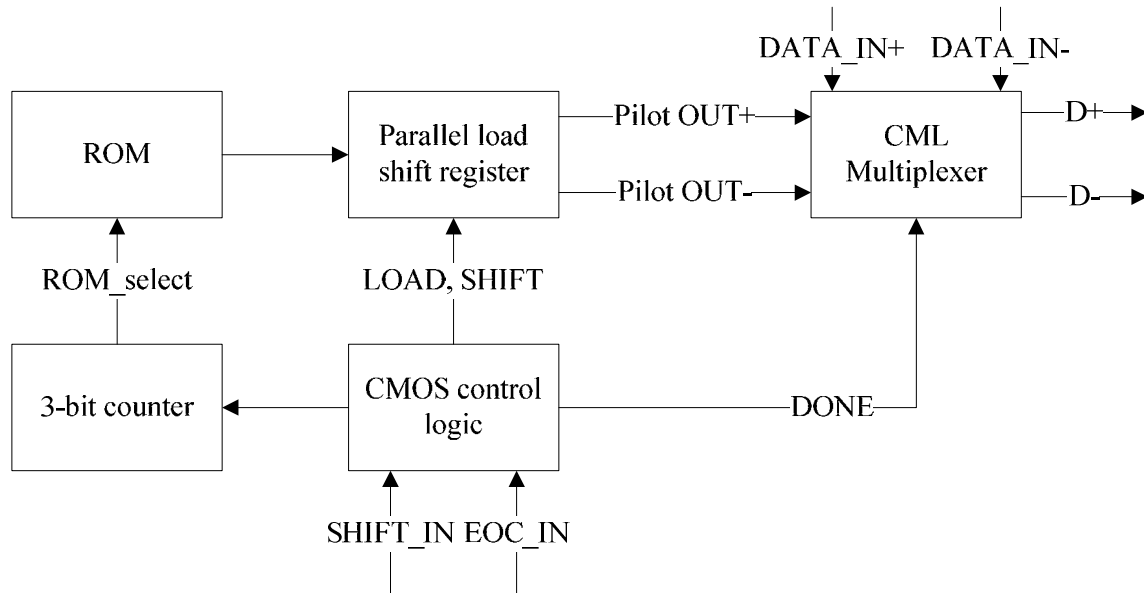 DATA_IN+ DATA_IN-
ROM
Parallel load
shift register
Pilot OUT+
Pilot OUT-
CML
Multiplexer
D+
D-
ROM_select
LOAD, SHIFT
3-bit counter
CMOS control
logic
DONE
SHIFT_IN EOC_IN